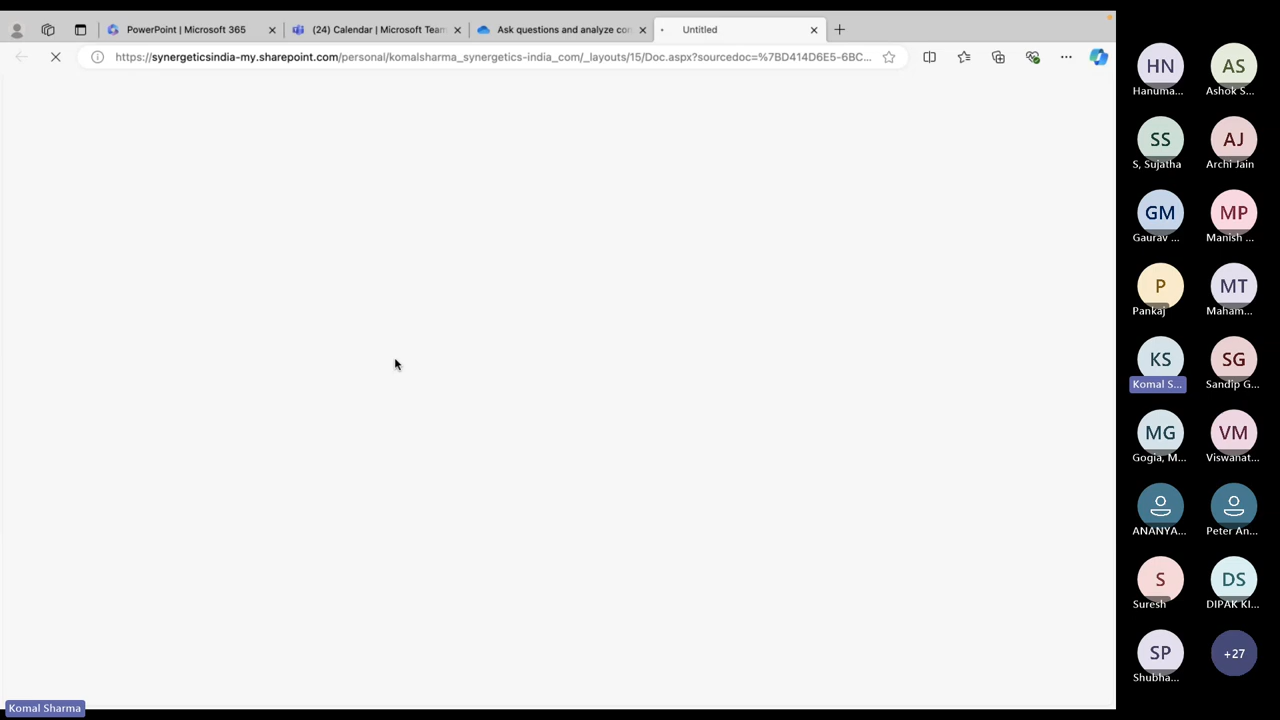 PowerPoint | Microsoft 365
(24) Calendar | Microsoft Team
Ask questions and analyze co
Untitled
https://synergeticsindia-my.sharepoint.com/personal/komalsharma_synergetics-india_com/_layouts/15/Doc.aspx?sourcedoc=%7BD414D6E5-6BC...
HN
Hanuma...
AS
Ashok S...
SS
S, Sujatha
AJ
Archi Jain
GM
Gaurav ...
MP
Manish ...
P
Pankaj
MT
Maham...
KS
Komal S...
SG
Sandip G...
MG
Gogia, M...
VM
Viswanat...
ANANYA...
Peter An...
S
Suresh
DS
DIPAK KI...
SP
Shubha...
+27
Komal Sharma